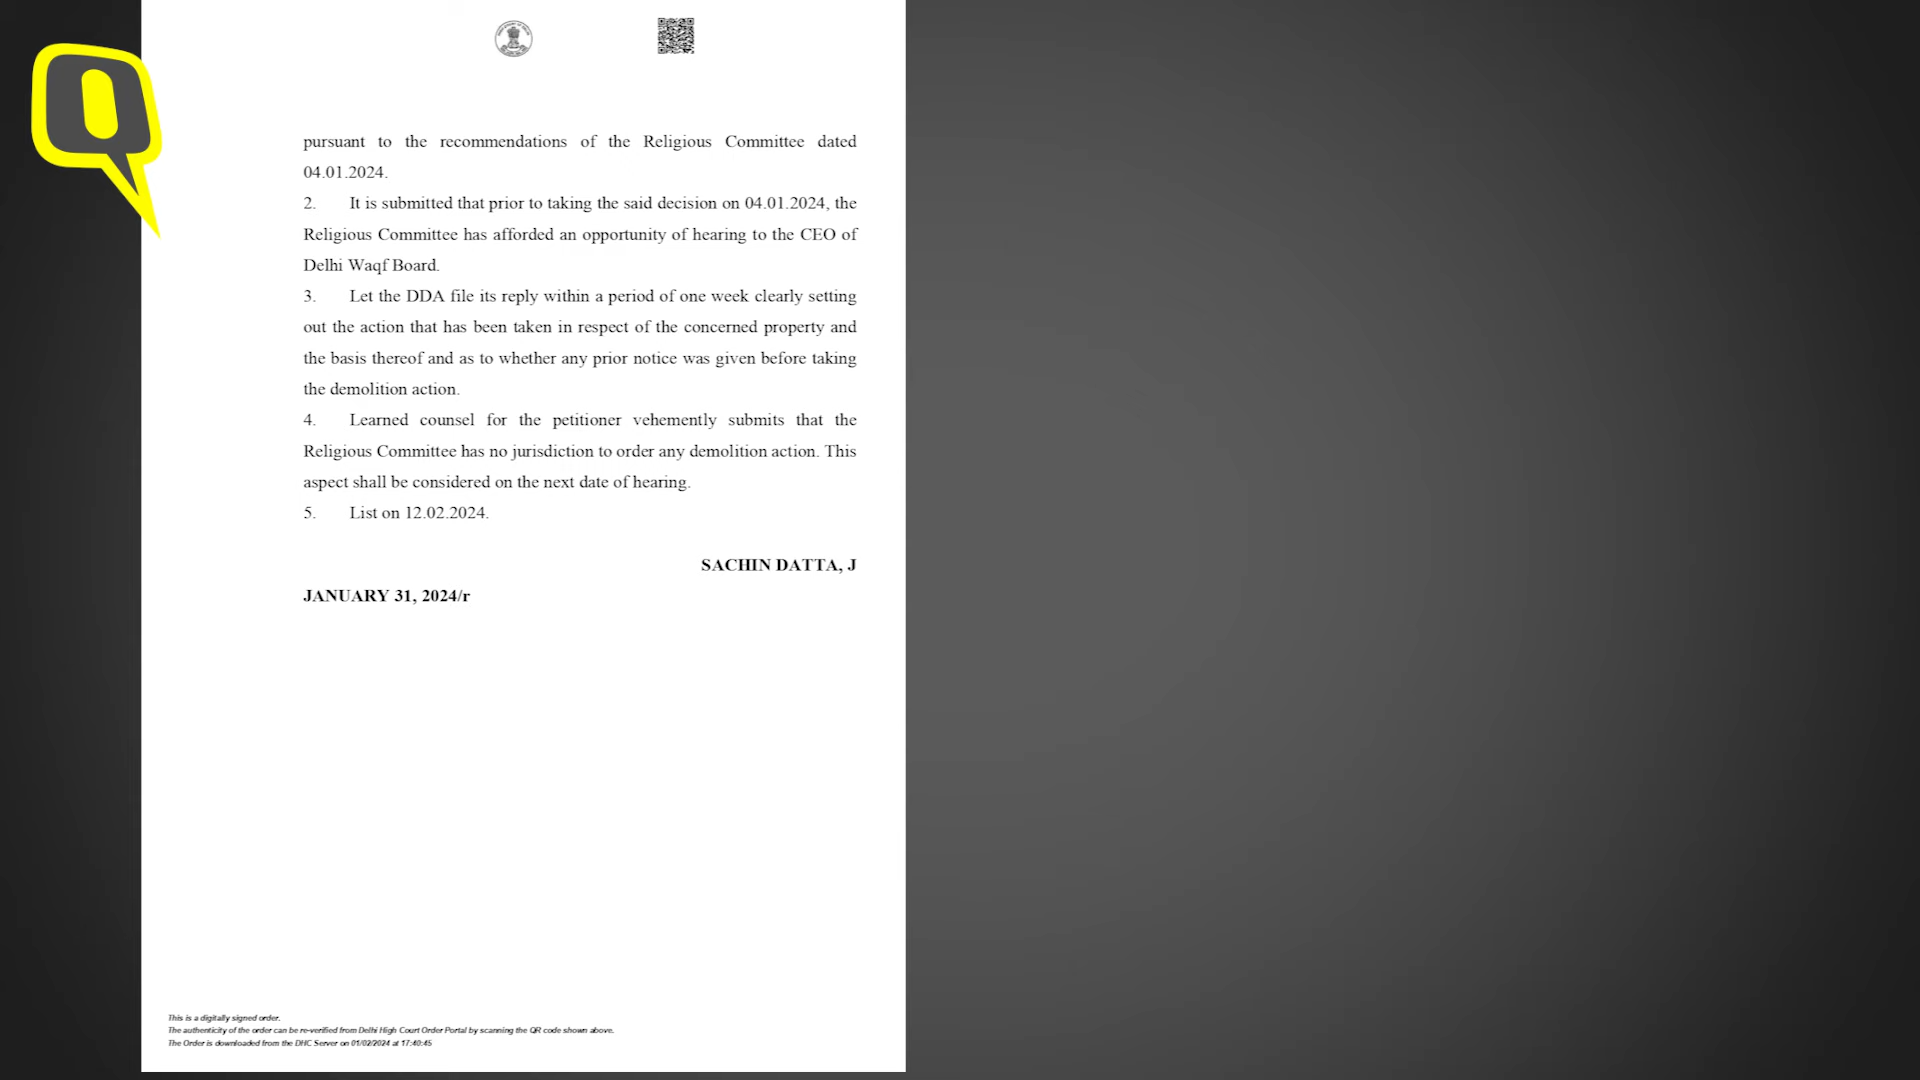 pursuant to the recommendations of the Religious Committee dated
04.01.2024.
2. It is submitted that prior to taking the said decision on 04.01.2024, the
Religious Committee has afforded an opportunity of hearing to the CEO of
Delhi Waqf Board.
3. Let the DDA file its reply within a period of one week clearly setting
out the action that has been taken in respect of the concerned property and
the basis thereof and as to whether any prior notice was given before taking
the demolition action.
4. Learned counsel for the petitioner vehemently submits that the
Religious Committee has no jurisdiction to order any demolition action. This
aspect shall be considered on the next date of hearing.
5. List on 12.02.2024.
SACHIN DATTA, J
JANUARY 31, 2024/r
This is a digitally signed order.
The authenticity of the order can be re-verified from Delhi High Court Order Portal by scanning the QR code shown above.
The Order is downloaded from the DHC Server on 01/02/2024 at 17:40:45